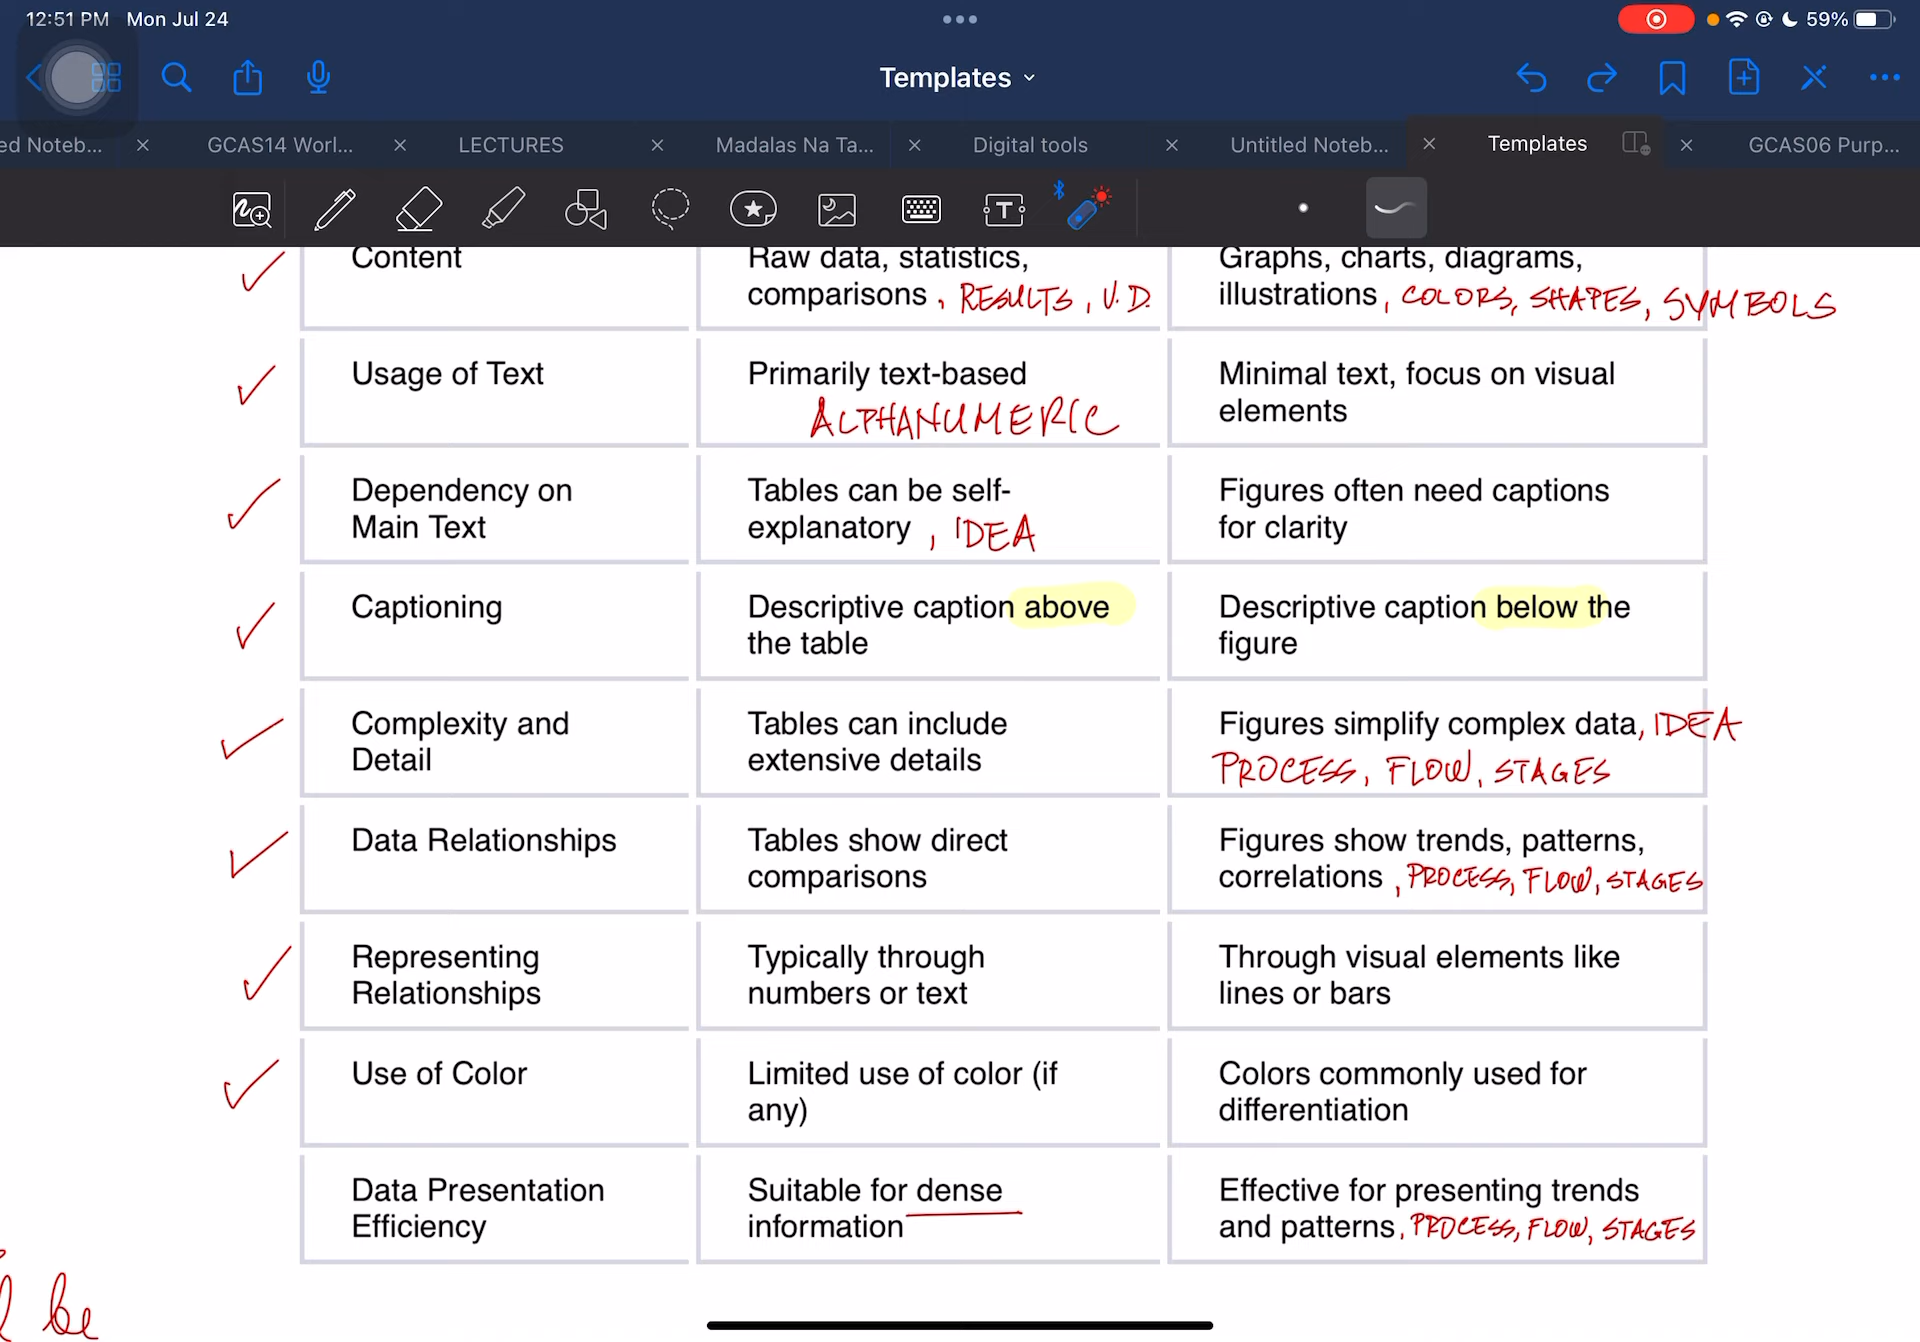 12:51 PM Mon Jul 24
59%
Templates
ed Noteb...
GCAS14 Worl...
LECTURES
Madalas Na Ta...
Digital tools
Untitled Noteb...
Templates
GCAS06 Purp...
Content
Raw data, statistics,
comparisons , RESULTS , V.D.
Graphs, charts, diagrams,
illustrations , COLORS, SHAPES, SYMBOLS
Usage of Text
Primarily text-based
ALPHANUMERIC
Minimal text, focus on visual
elements
Dependency on
Main Text
Tables can be self-
explanatory , IDEA
Figures often need captions
for clarity
Captioning
Descriptive caption above
the table
Descriptive caption below the
figure
Complexity and
Detail
Tables can include
extensive details
Figures simplify complex data, IDEA
PROCESS, FLOW, STAGES
Data Relationships
Tables show direct
comparisons
Figures show trends, patterns,
correlations , PROCESS, FLOW, STAGES
Representing
Relationships
Typically through
numbers or text
Through visual elements like
lines or bars
Use of Color
Limited use of color (if
any)
Colors commonly used for
differentiation
Data Presentation
Efficiency
Suitable for dense
information
Effective for presenting trends
and patterns, PROCESS, FLOW, STAGES
be